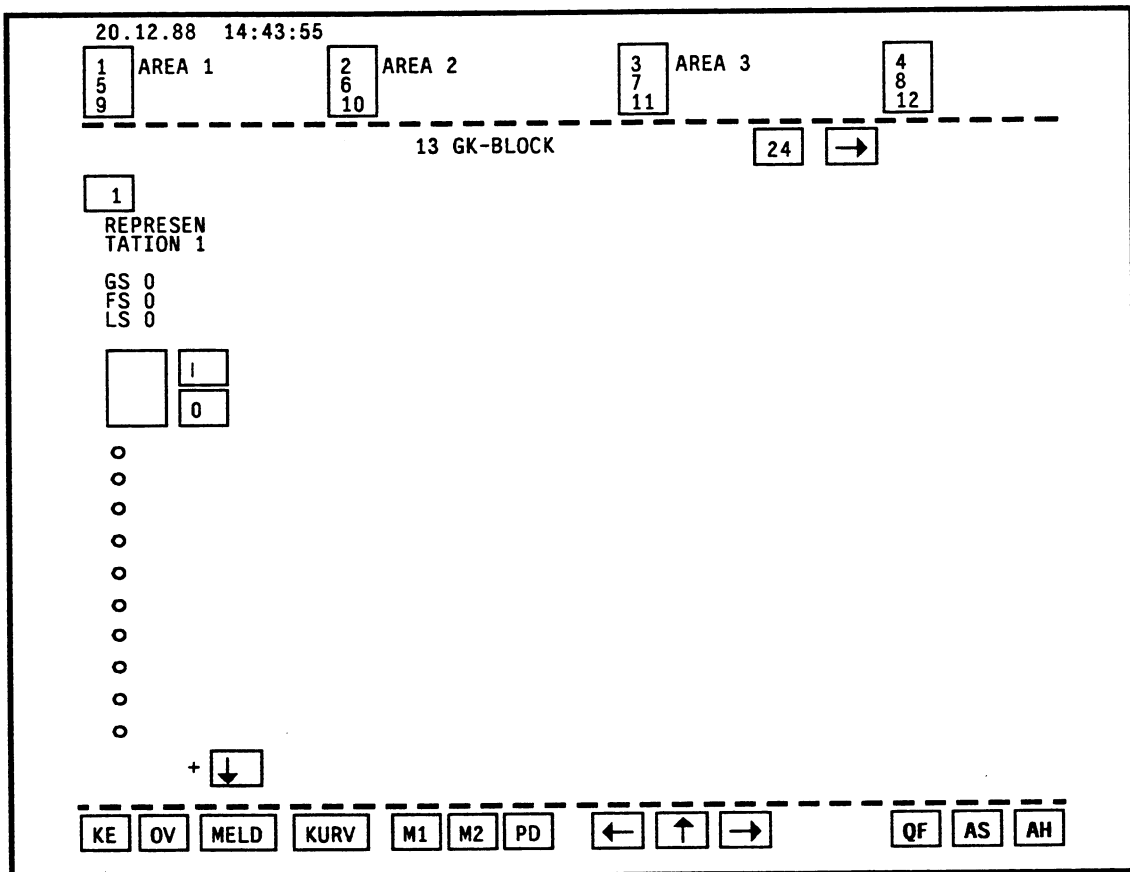 20.12.88 14:43:55
1 AREA 1 2 AREA 2 3 AREA 3 4
5 6 7 8
9 10 11 12
13 GK-BLOCK 24 →
1
REPRESEN
TATION 1
GS 0
FS 0
LS 0
I
0
+ ↓
KE OV MELD KURV M1 M2 PD ← ↑ → QF AS AH